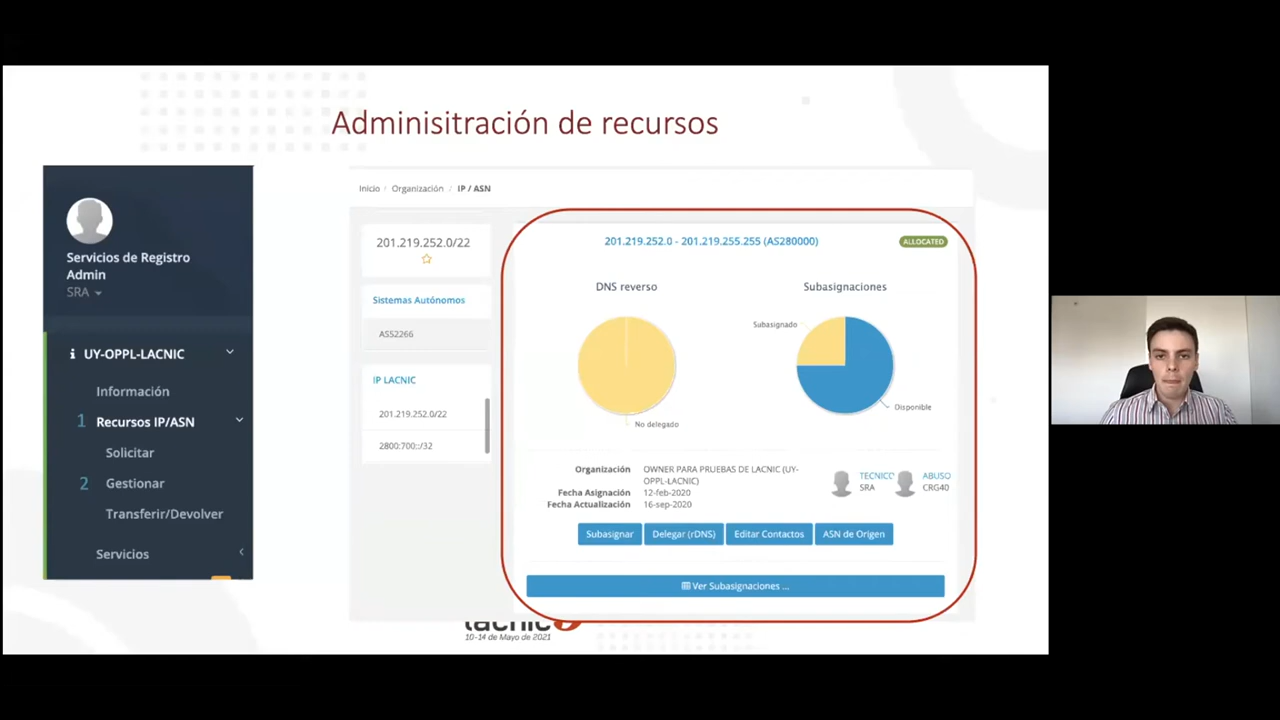 Adminisitración de recursos
Servicios de Registro
Admin
SRA
UY-OPPL-LACNIC
Información
1 Recursos IP/ASN
Solicitar
2 Gestionar
Transferir/Devolver
Servicios
Inicio / Organización / IP / ASN
201.219.252.0/22
Sistemas Autónomos
AS52266
IP LACNIC
201.219.252.0/22
2800:700::/32
201.219.252.0 - 201.219.255.255 (AS280000)
ALLOCATED
DNS reverso
No delegado
Subasignaciones
Subasignado
Disponible
Organización OWNER PARA PRUEBAS DE LACNIC (UY-
OPPL-LACNIC)
Fecha Asignación 12-feb-2020
Fecha Actualización 16-sep-2020
TECNICO
SRA
ABUSO
CRG40
Subasignar Delegar (rDNS) Editar Contactos ASN de Origen
Ver Subasignaciones ...
lacnic
10-14 de Mayo de 2021